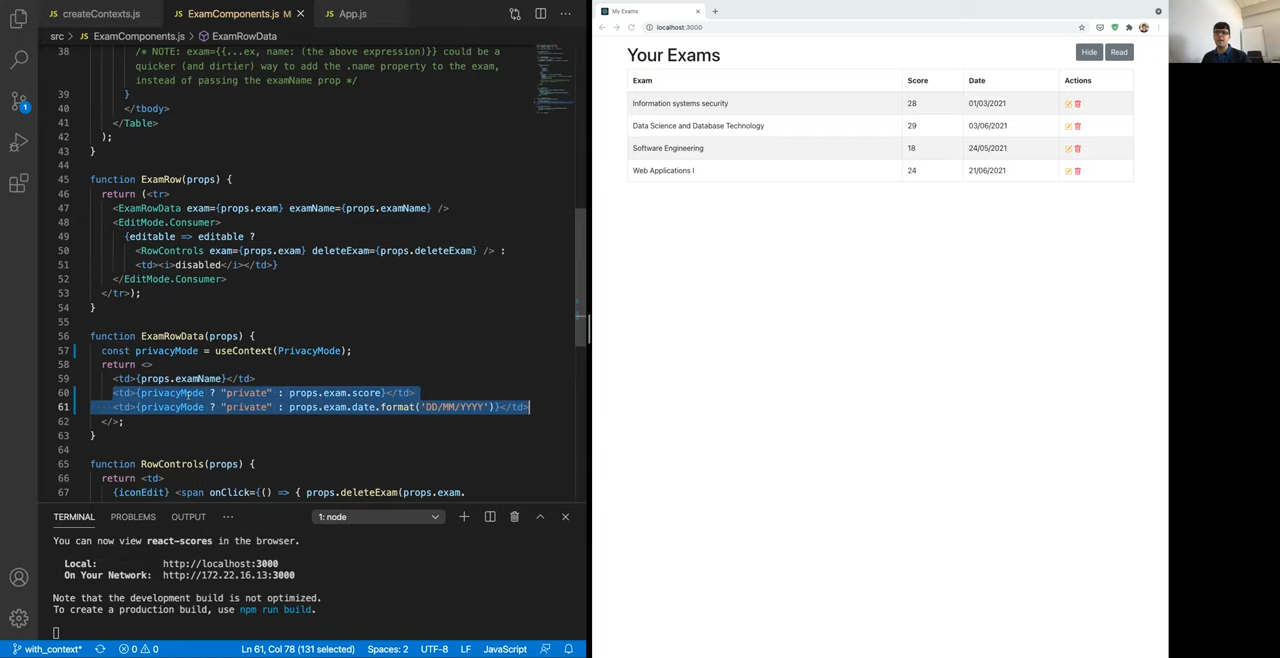 JS createContexts.js
JS ExamComponents.js M
JS App.js
src > JS ExamComponents.js > ExamRowData
38 /* NOTE: exam={{...ex, name: (the above expression)}} could be a
quicker (and dirtier) way to add the .name property to the exam,
instead of passing the examName prop */
39 }
40 </tbody>
41 </Table>
42 );
43 }
44
45 function ExamRow(props) {
46 return (<tr>
47 <ExamRowData exam={props.exam} examName={props.examName} />
48 <EditMode.Consumer>
49 {editable => editable ?
50 <RowControls exam={props.exam} deleteExam={props.deleteExam} /> :
51 <td><i>disabled</i></td>}
52 </EditMode.Consumer>
53 </tr>);
54 }
55
56 function ExamRowData(props) {
57 const privacyMode = useContext(PrivacyMode);
58 return <>
59 <td>{props.examName}</td>
60 <td>{privacyMode ? "private" : props.exam.score}</td>
61 <td>{privacyMode ? "private" : props.exam.date.format('DD/MM/YYYY')}</td>
62 </>;
63 }
64
65 function RowControls(props) {
66 return <td>
67 {iconEdit} <span onClick={() => { props.deleteExam(props.exam.
TERMINAL PROBLEMS OUTPUT ... 1: node
You can now view react-scores in the browser.
Local: http://localhost:3000
On Your Network: http://172.22.16.13:3000
Note that the development build is not optimized.
To create a production build, use npm run build.
1
with_context* 0 0 Ln 61, Col 78 (131 selected) Spaces: 2 UTF-8 LF JavaScript
My Exams
localhost:3000
Your Exams
Hide Read
Exam Score Date Actions
Information systems security 28 01/03/2021
Data Science and Database Technology 29 03/06/2021
Software Engineering 18 24/05/2021
Web Applications I 24 21/06/2021